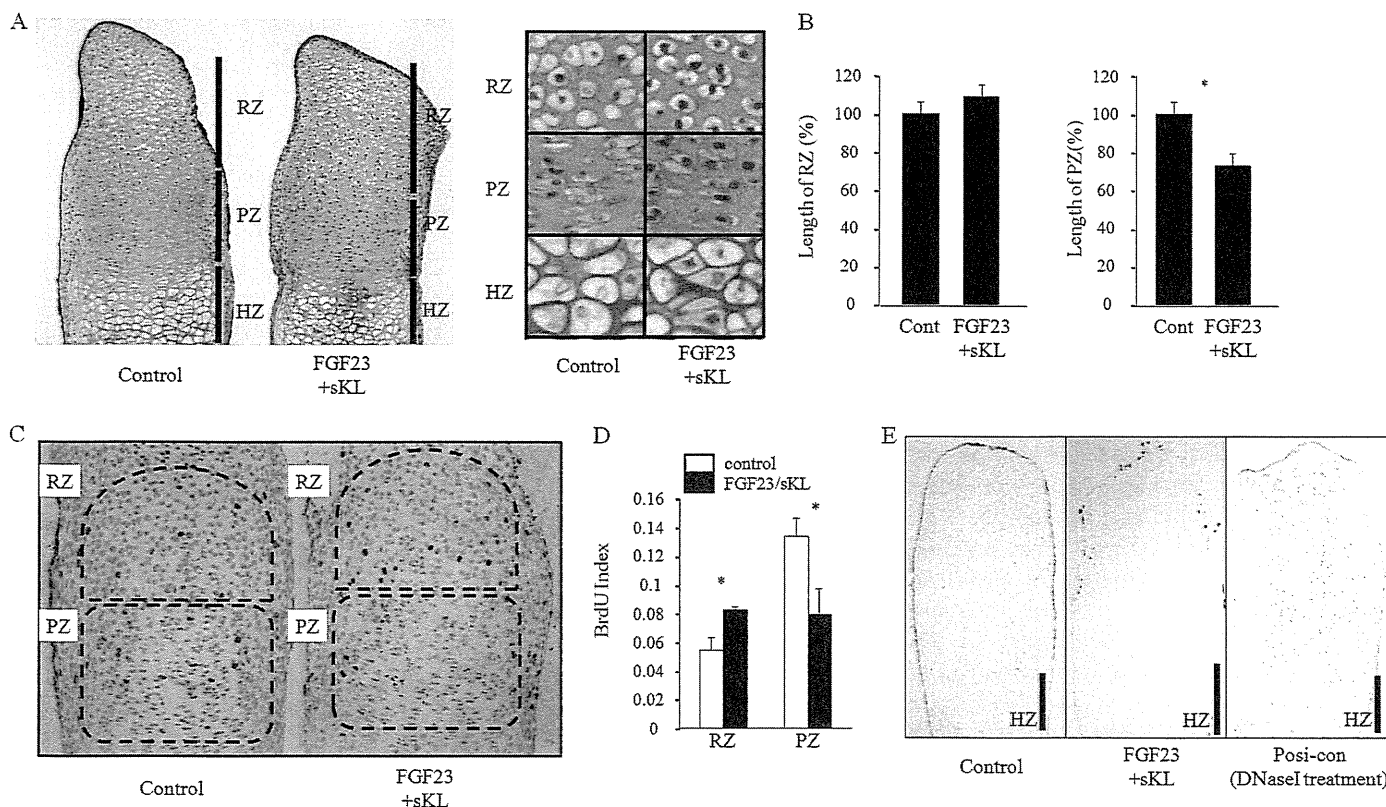 A
RZ
PZ
HZ
RZ
PZ
HZ
Control
FGF23
+sKL
RZ
PZ
HZ
Control
FGF23
+sKL
B
Length of RZ (%)
120
100
80
60
40
20
0
Cont
FGF23
+sKL
Length of PZ(%)
120
100
80
60
40
20
0
*
Cont
FGF23
+sKL
C
RZ
PZ
RZ
PZ
Control
FGF23
+sKL
D
control
FGF23/sKL
BrdU Index
0.16
0.14
0.12
0.1
0.08
0.06
0.04
0.02
0
*
*
RZ
PZ
E
HZ
HZ
HZ
Control
FGF23
+sKL
Posi-con
(DNaseI treatment)